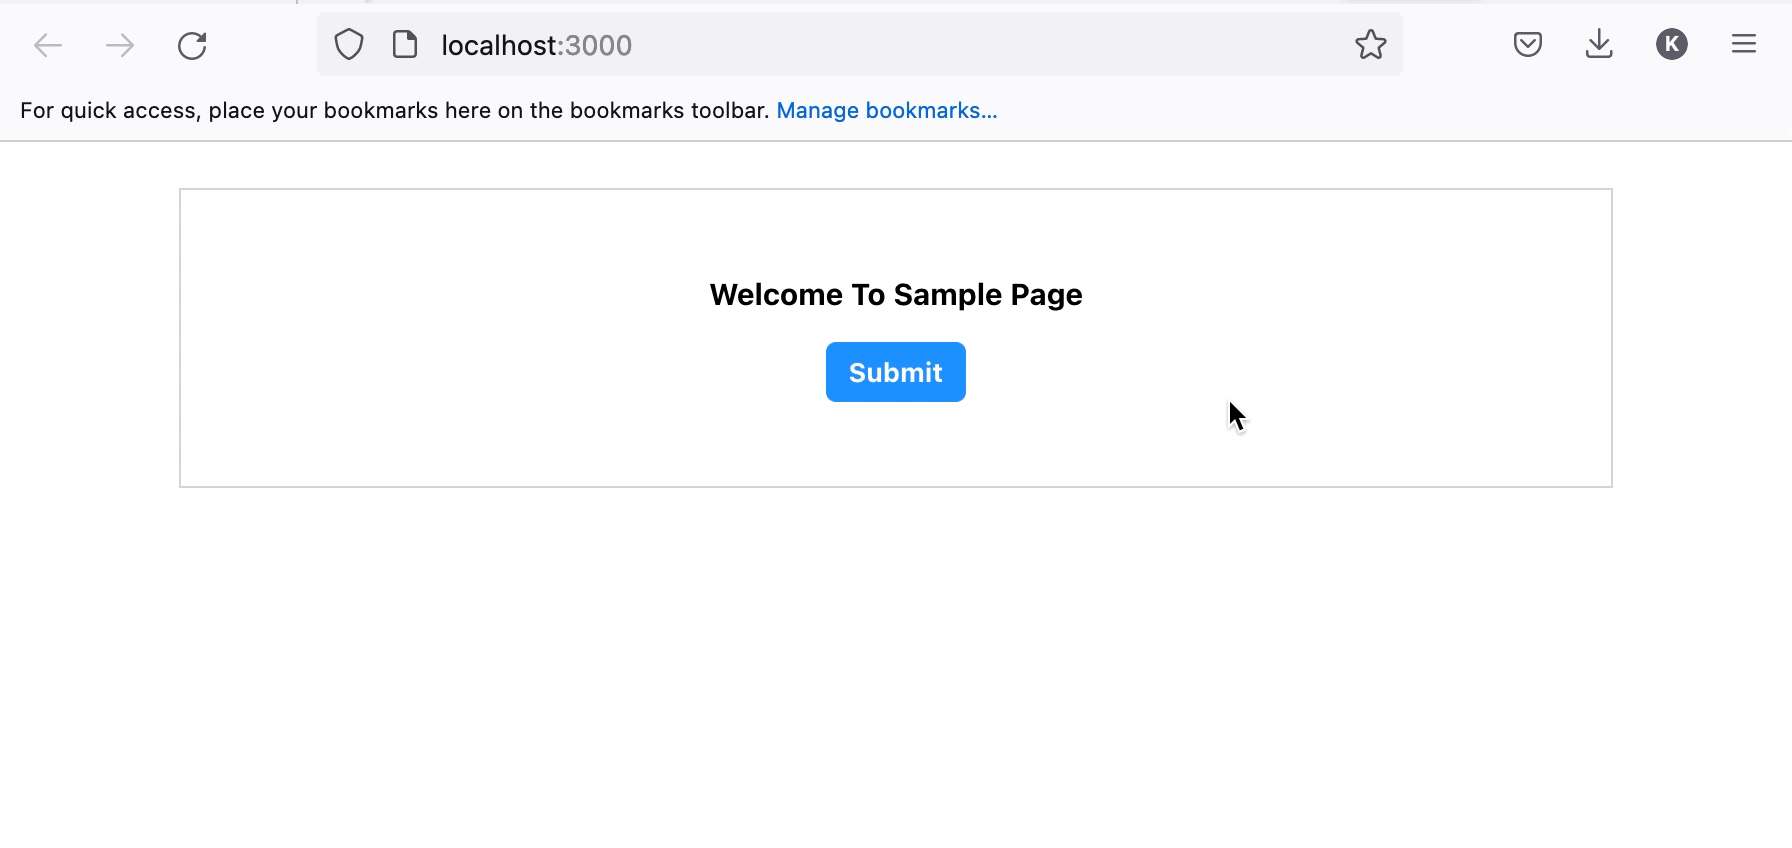 localhost:3000
K
For quick access, place your bookmarks here on the bookmarks toolbar. Manage bookmarks...
Welcome To Sample Page
Submit